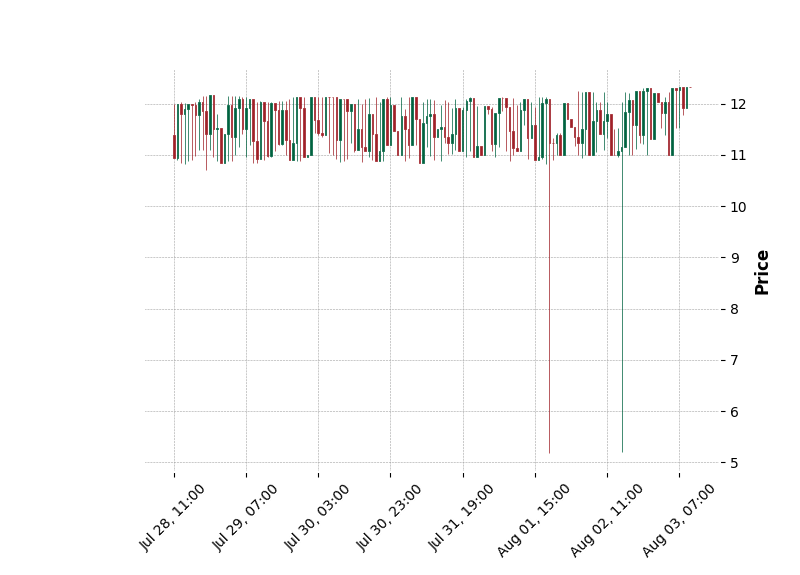 12
11
10
9
8
7
6
5
Price
Jul 28, 11:00
Jul 29, 07:00
Jul 30, 03:00
Jul 30, 23:00
Jul 31, 19:00
Aug 01, 15:00
Aug 02, 11:00
Aug 03, 07:00